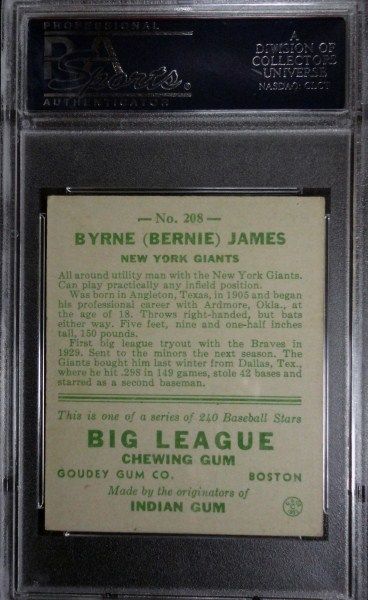 PROFESSIONAL
PSA
Sports.
AUTHENTICATOR
A
DIVISION OF
COLLECTORS
UNIVERSE
NASDAQ: CLCT
— No. 208 —
BYRNE (BERNIE) JAMES
NEW YORK GIANTS
All around utility man with the New York Giants.
Can play practically any infield position.
Was born in Angleton, Texas, in 1905 and began
his professional career with Ardmore, Okla., at
the age of 18. Throws right-handed, but bats
either way. Five feet, nine and one-half inches
tall, 150 pounds.
First big league tryout with the Braves in
1929. Sent to the minors the next season. The
Giants bought him last winter from Dallas, Tex.,
where he hit .298 in 149 games, stole 42 bases and
starred as a second baseman.
This is one of a series of 240 Baseball Stars
BIG LEAGUE
CHEWING GUM
GOUDEY GUM CO. BOSTON
Made by the originators of
INDIAN GUM